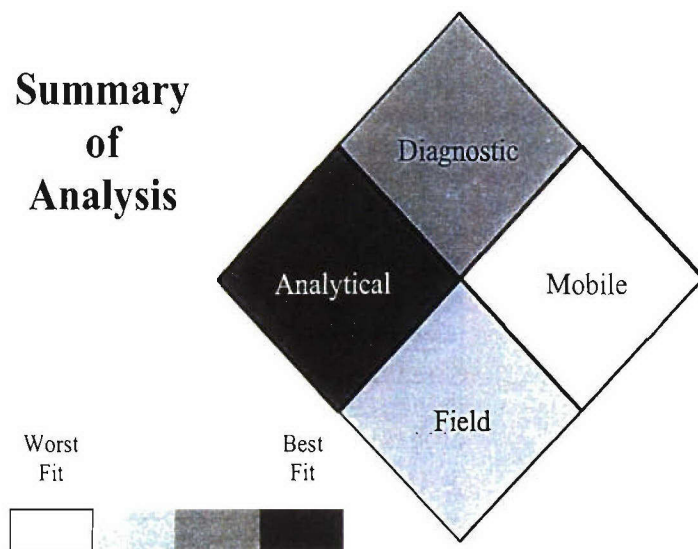 Summary
of
Analysis
Diagnostic
Analytical
Mobile
Field
Worst
Fit
Best
Fit